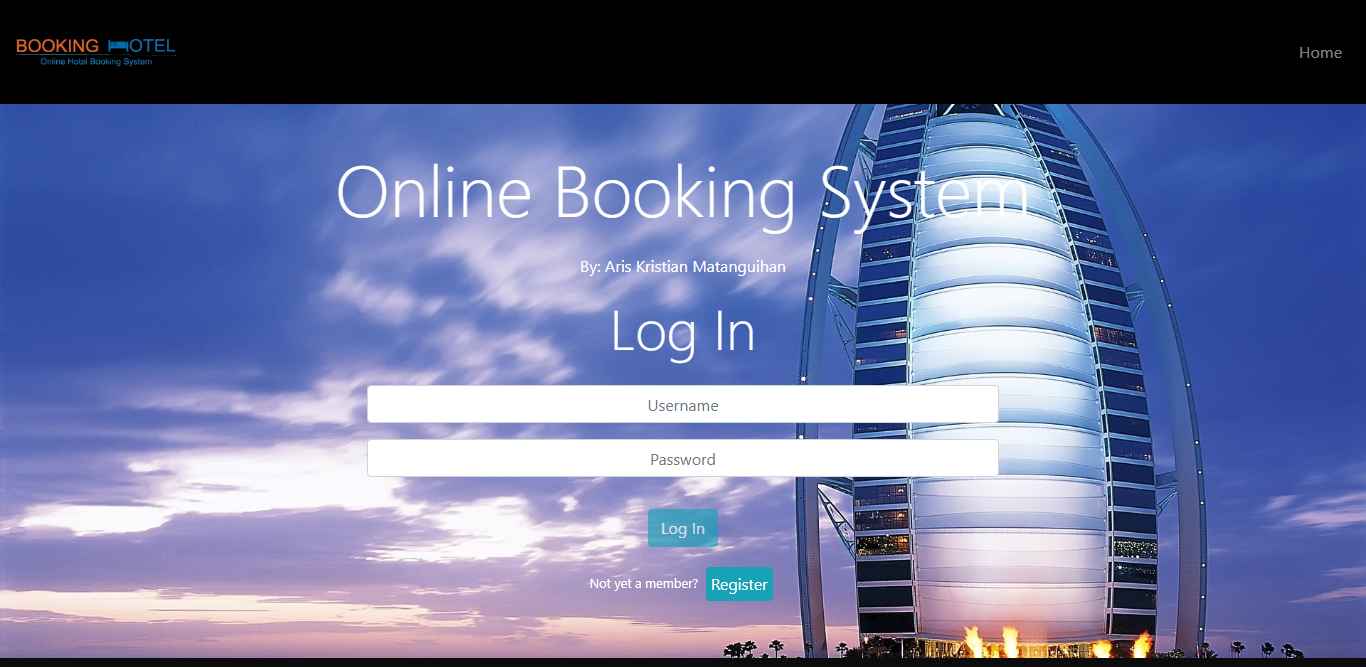 BOOKING HOTEL
Online Hotel Booking System
Home
Online Booking System
By: Aris Kristian Matanguihan
Log In
Username
Password
Log In
Not yet a member? Register